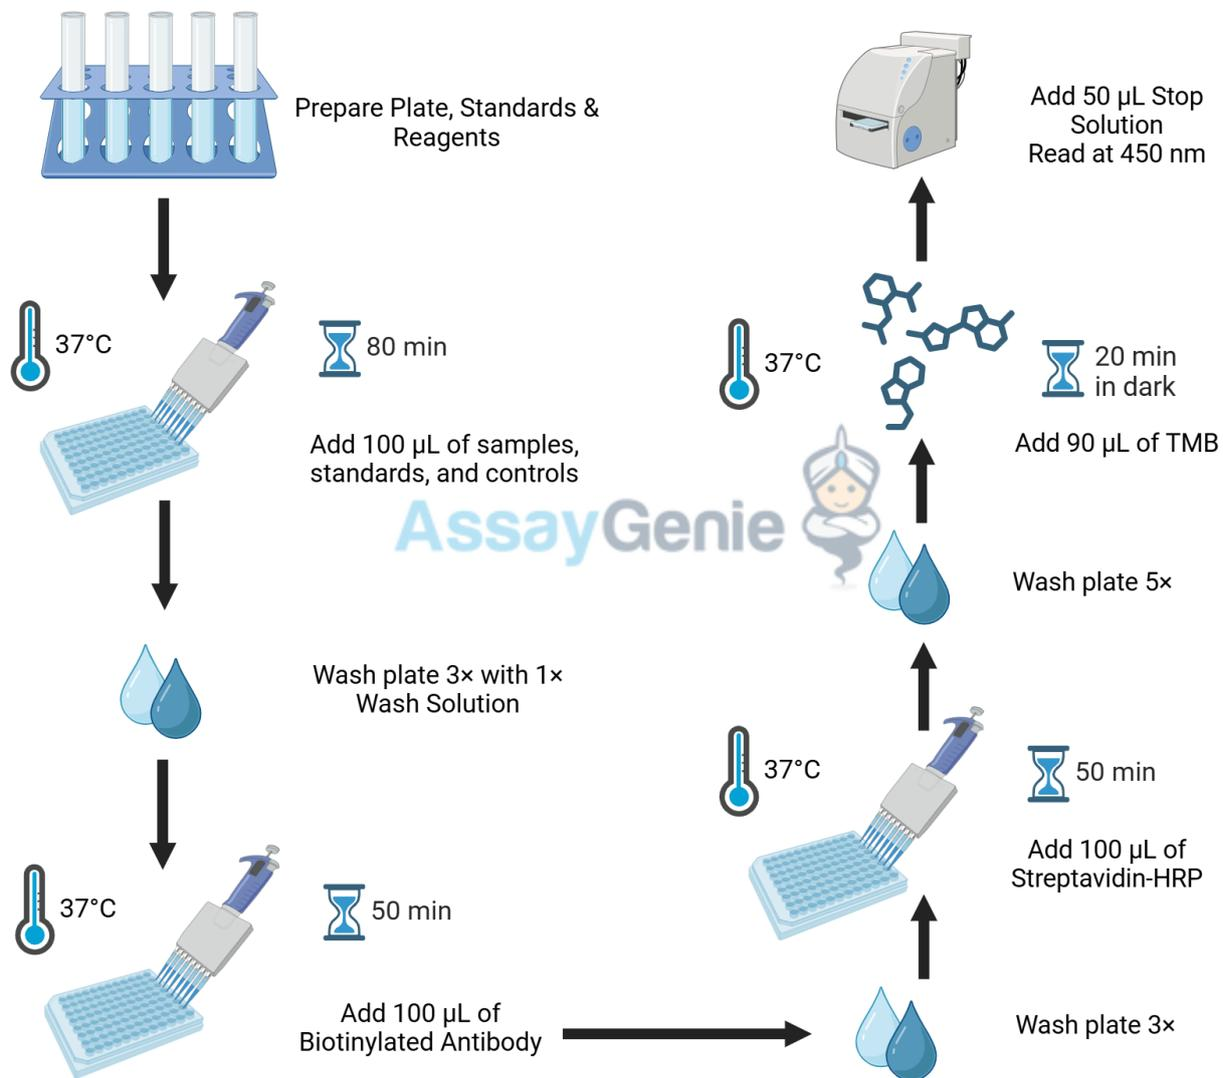 Prepare Plate, Standards &
Reagents
37°C
80 min
Add 100 µL of samples,
standards, and controls
Wash plate 3× with 1×
Wash Solution
37°C
50 min
Add 100 µL of
Biotinylated Antibody
Wash plate 3×
37°C
50 min
Add 100 µL of
Streptavidin-HRP
Wash plate 5×
37°C
20 min
in dark
Add 90 µL of TMB
Add 50 µL Stop
Solution
Read at 450 nm
AssayGenie